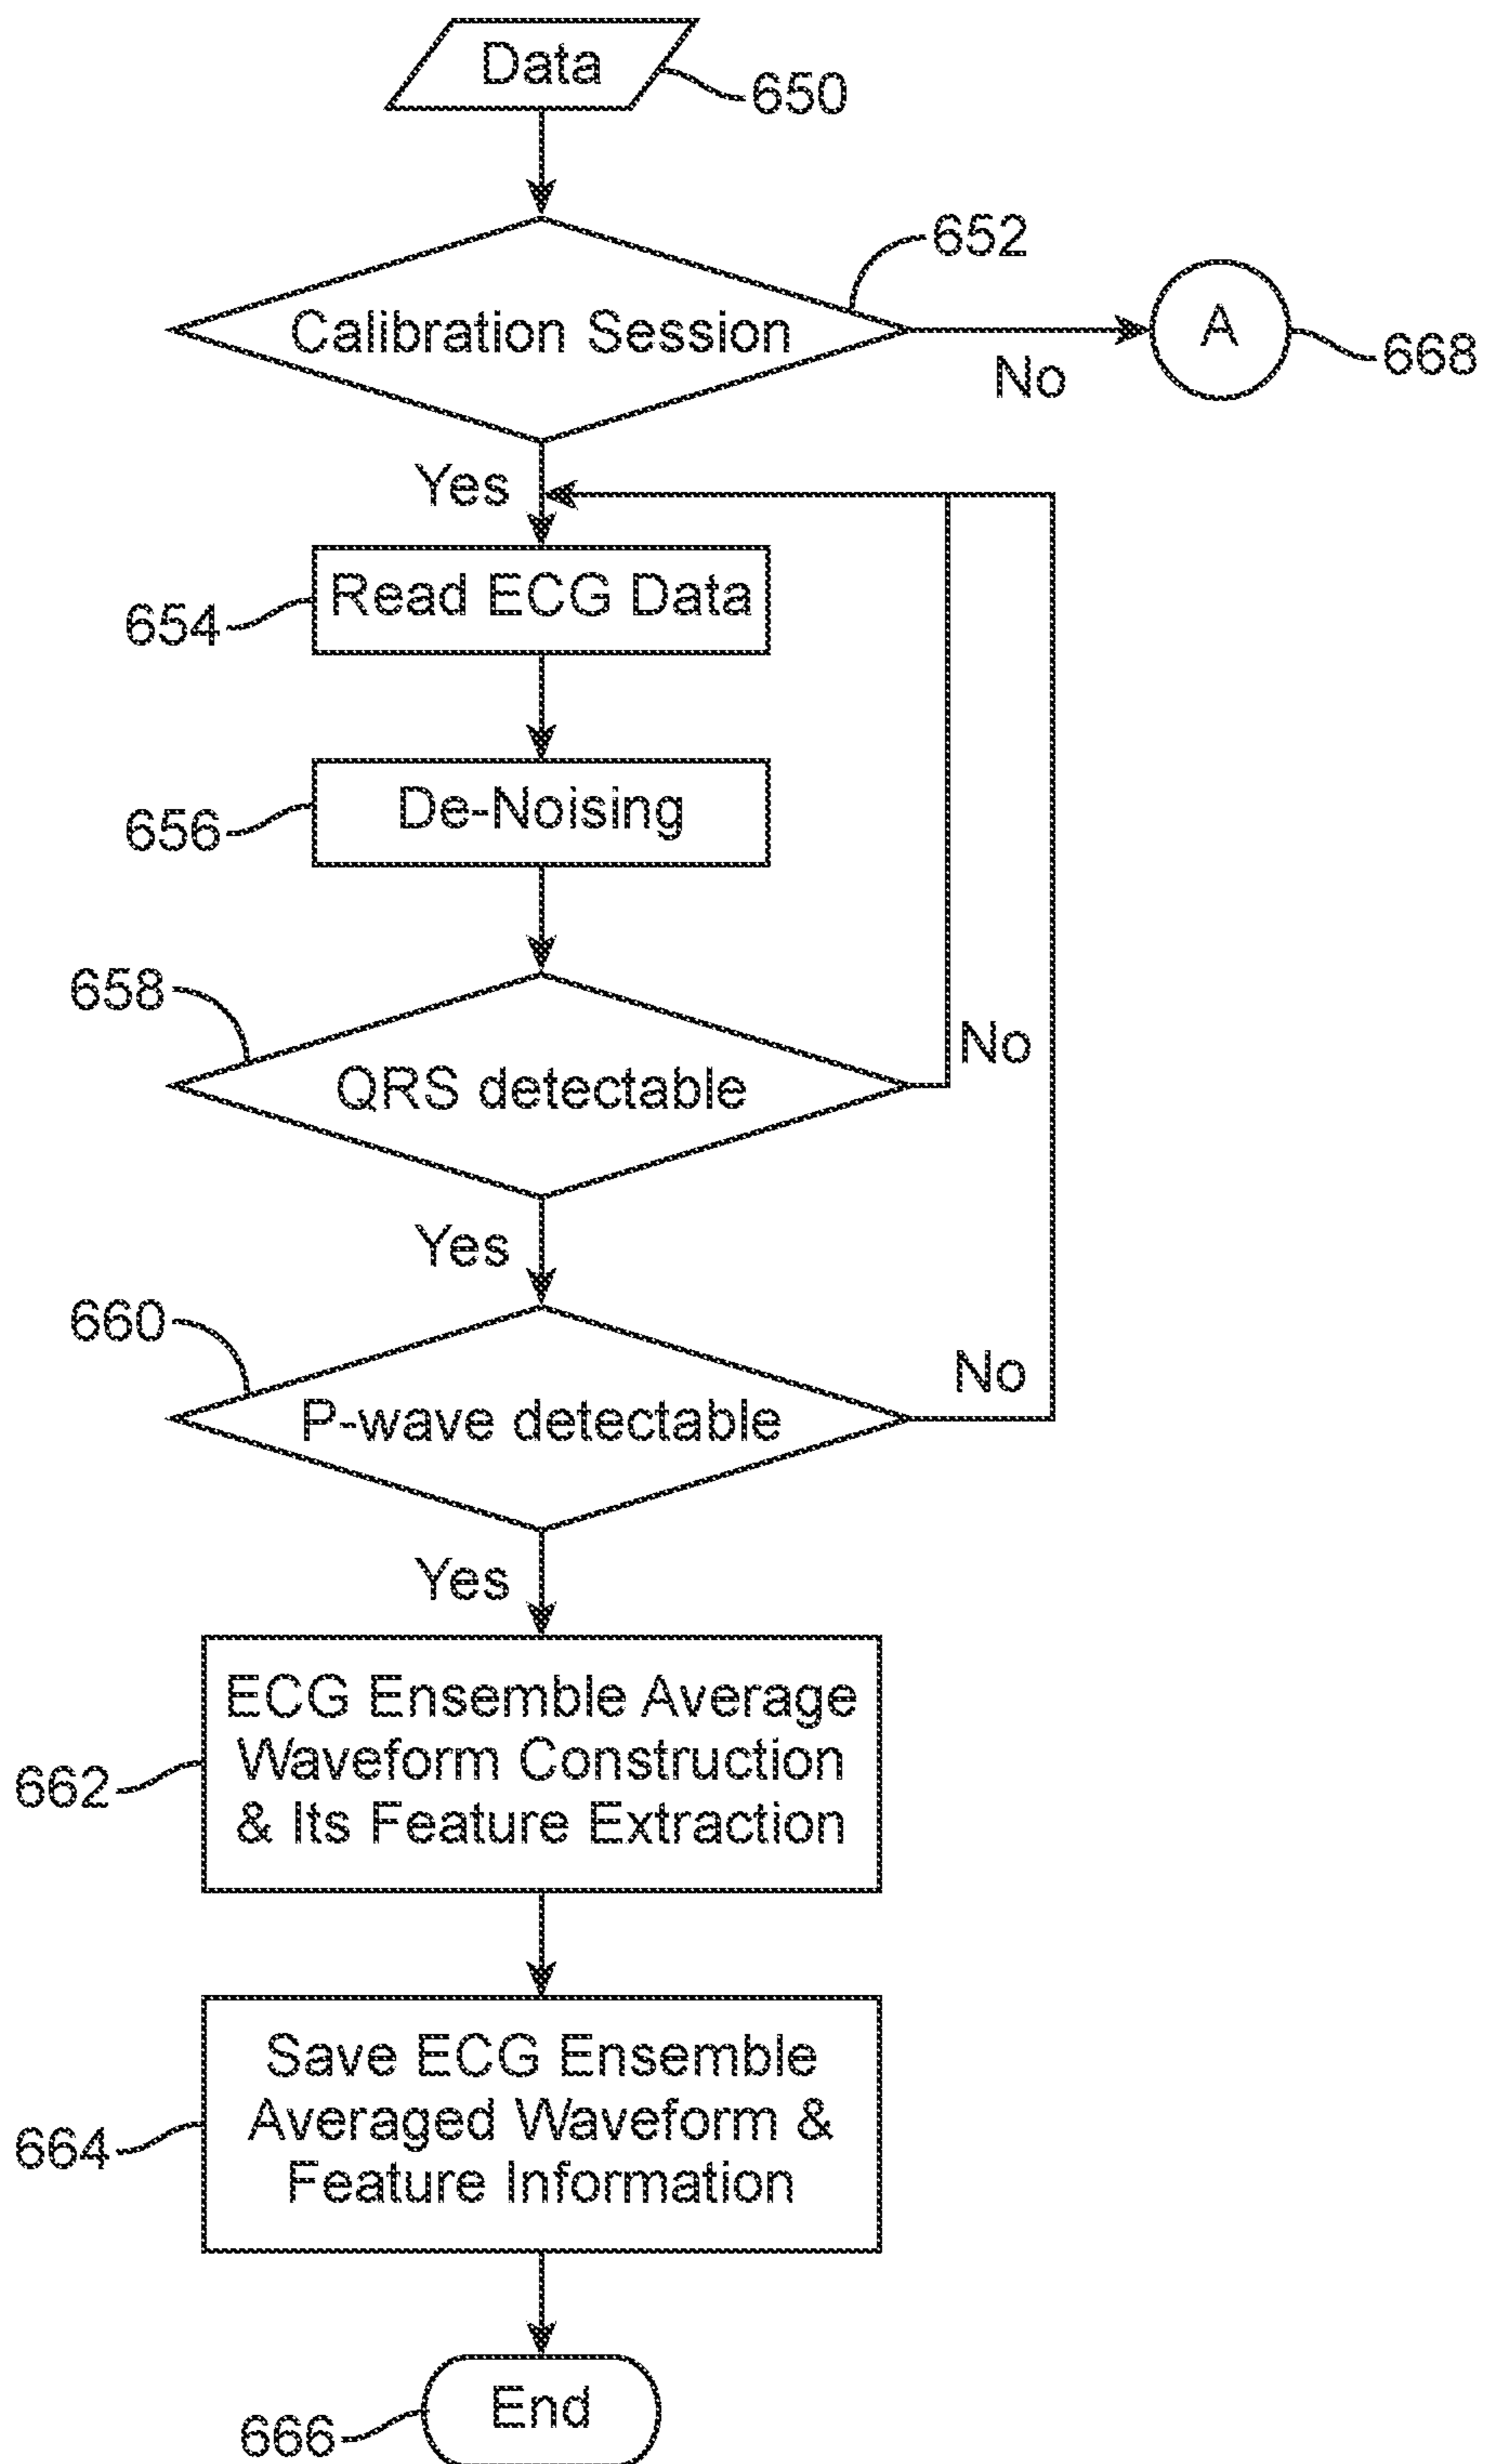 Data
650
652
Calibration Session
A
668
No
Yes
Read ECG Data
654
De-Noising
656
658
No
QRS detectable
Yes
660
No
P-wave detectable
Yes
ECG Ensemble Average
Waveform Construction
& Its Feature Extraction
662
Save ECG Ensemble
Averaged Waveform &
Feature Information
664
End
666